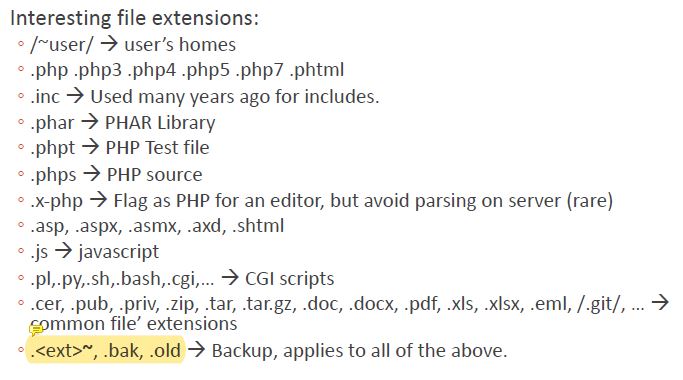 Interesting file extensions:
◦ /~user/ → user’s homes
◦ .php .php3 .php4 .php5 .php7 .phtml
◦ .inc → Used many years ago for includes.
◦ .phar → PHAR Library
◦ .phpt → PHP Test file
◦ .phps → PHP source
◦ .x-php → Flag as PHP for an editor, but avoid parsing on server (rare)
◦ .asp, .aspx, .asmx, .axd, .shtml
◦ .js → javascript
◦ .pl,.py,.sh,.bash,.cgi,… → CGI scripts
◦ .cer, .pub, .priv, .zip, .tar, .tar.gz, .doc, .docx, .pdf, .xls, .xlsx, .eml, /.git/, … →
common file’ extensions
◦ .<ext>~, .bak, .old → Backup, applies to all of the above.